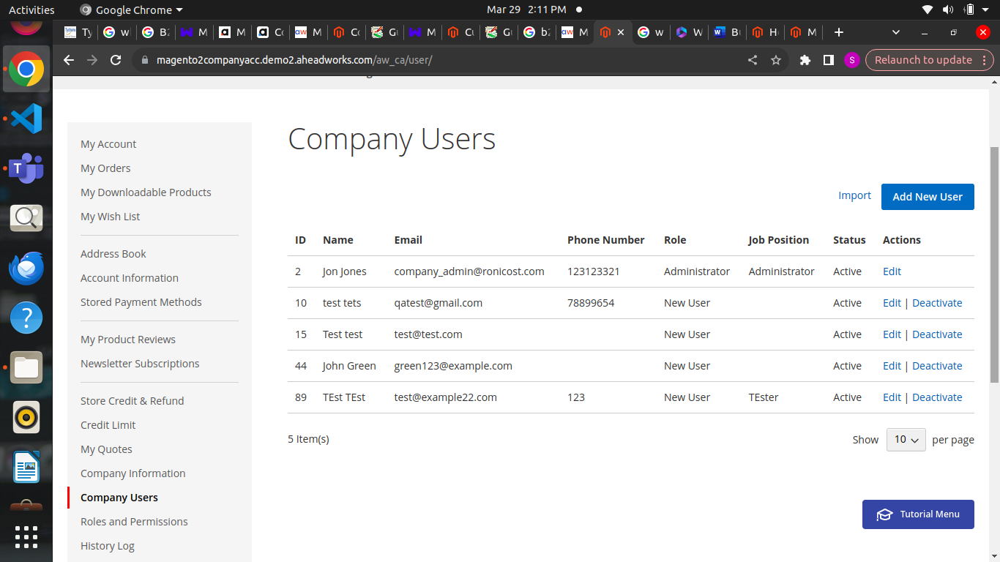 Activities
Google Chrome
Mar 29 2:11 PM
Ty
w
B2
M
M
Co
M
Co
Gu
M
Cu
Gu
b2
M
w
W
Bu
H
M
magento2companyacc.demo2.aheadworks.com/aw_ca/user/
S
Relaunch to update
My Account
My Orders
My Downloadable Products
My Wish List
Address Book
Account Information
Stored Payment Methods
My Product Reviews
Newsletter Subscriptions
Store Credit & Refund
Credit Limit
My Quotes
Company Information
Company Users
Roles and Permissions
History Log
Company Users
Import
Add New User
ID Name Email Phone Number Role Job Position Status Actions
2 Jon Jones company_admin@ronicost.com 123123321 Administrator Administrator Active Edit
10 test tets qatest@gmail.com 78899654 New User Active Edit | Deactivate
15 Test test test@test.com New User Active Edit | Deactivate
44 John Green green123@example.com New User Active Edit | Deactivate
89 TEst TEst test@example22.com 123 New User TEster Active Edit | Deactivate
5 Item(s)
Show 10 per page
Tutorial Menu